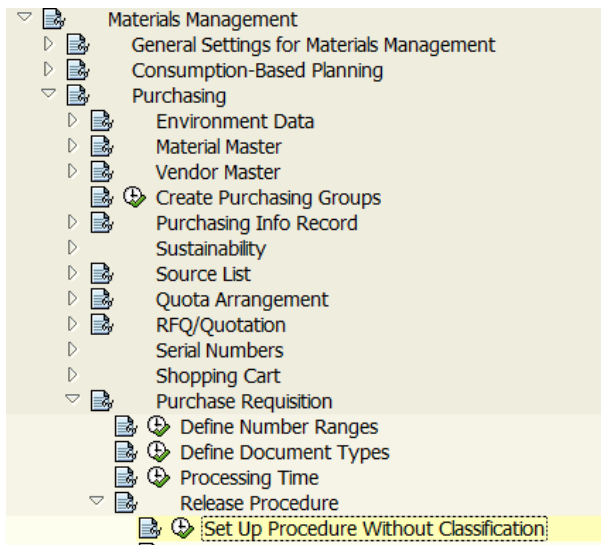 Materials Management
General Settings for Materials Management
Consumption-Based Planning
Purchasing
Environment Data
Material Master
Vendor Master
Create Purchasing Groups
Purchasing Info Record
Sustainability
Source List
Quota Arrangement
RFQ/Quotation
Serial Numbers
Shopping Cart
Purchase Requisition
Define Number Ranges
Define Document Types
Processing Time
Release Procedure
Set Up Procedure Without Classification